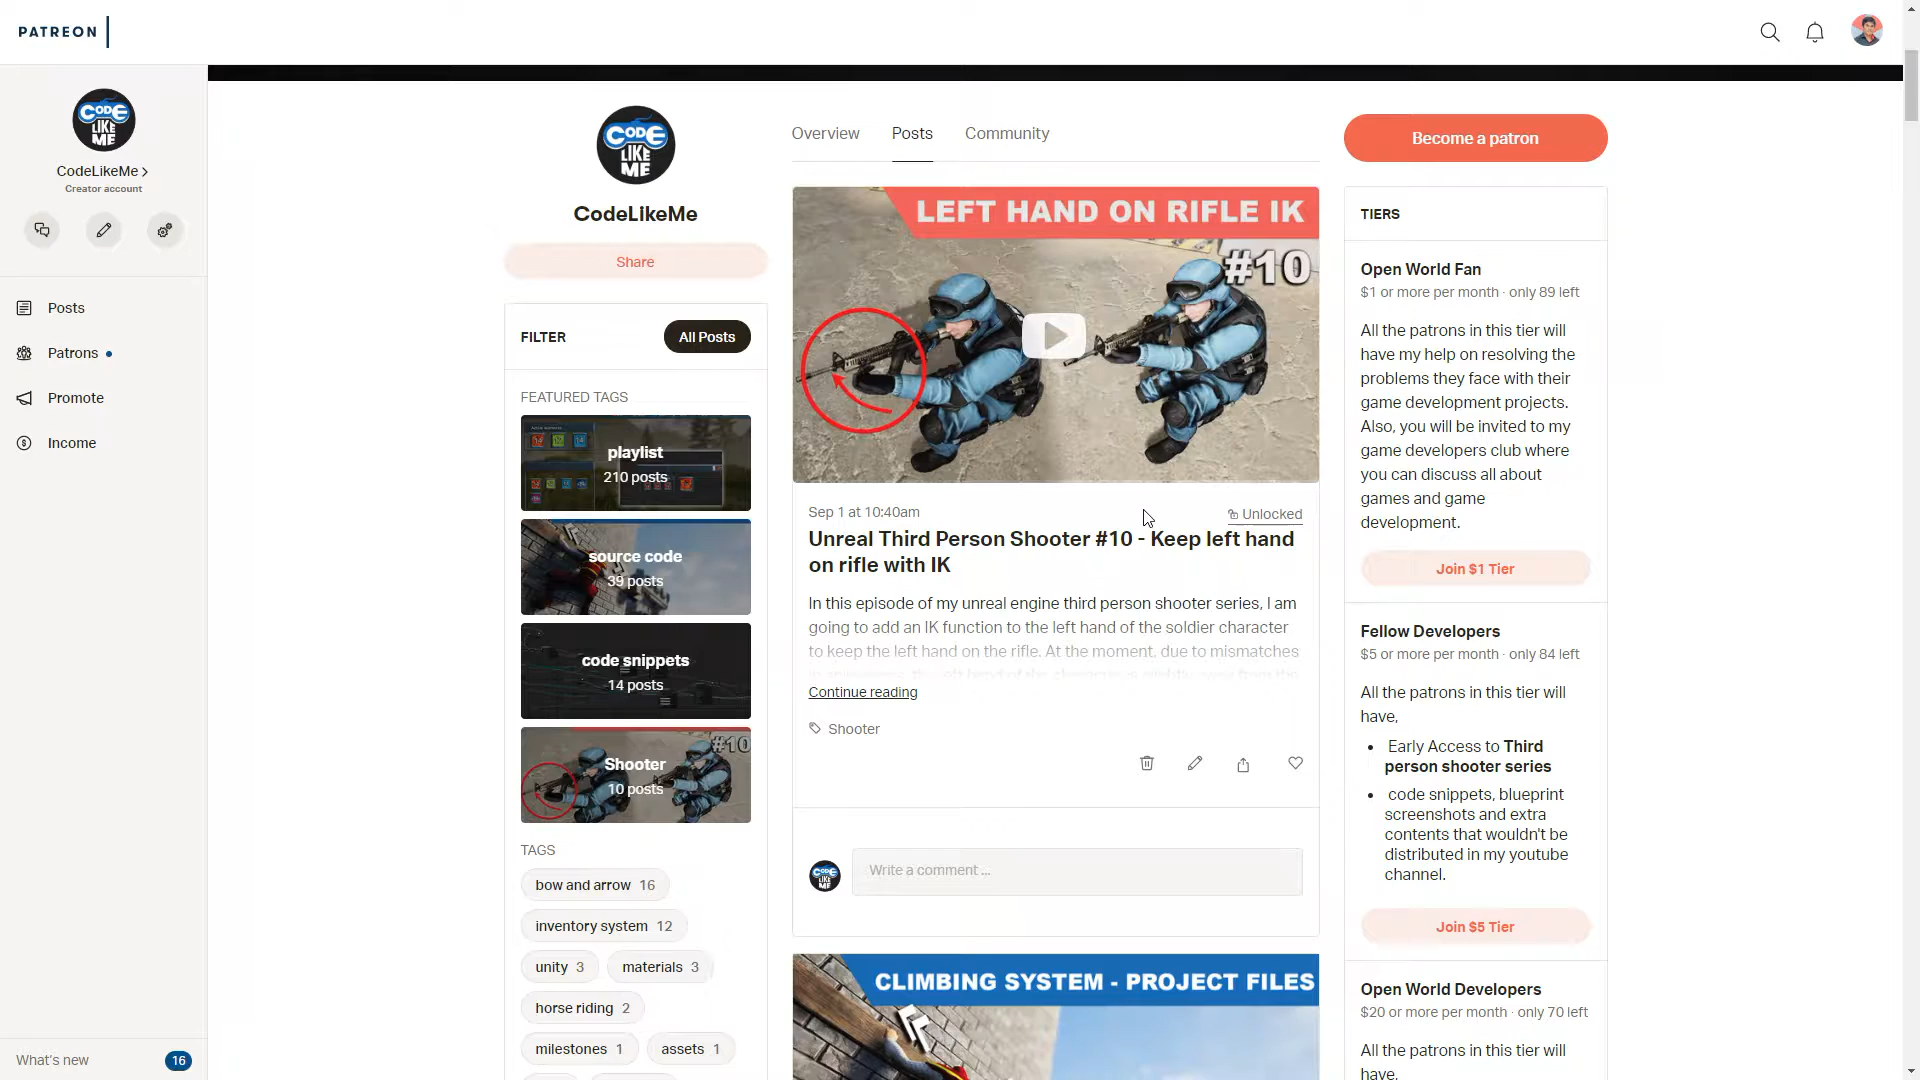 PATREON
CODE
LIKE
ME
CodeLikeMe
Creator account
Posts
Patrons
Promote
Income
What's new
16
CODE
LIKE
ME
CodeLikeMe
Share
FILTER
All Posts
FEATURED TAGS
playlist
210 posts
source code
39 posts
code snippets
14 posts
#10
Shooter
10 posts
TAGS
bow and arrow 16
inventory system 12
unity 3
materials 3
horse riding 2
milestones 1
assets 1
Overview
Posts
Community
LEFT HAND ON RIFLE IK
#10
Sep 1 at 10:40am
Unlocked
Unreal Third Person Shooter #10 - Keep left hand
on rifle with IK
In this episode of my unreal engine third person shooter series, I am
going to add an IK function to the left hand of the soldier character
to keep the left hand on the rifle. At the moment, due to mismatches
Continue reading
Shooter
CODE
LIKE
ME
Write a comment ...
CLIMBING SYSTEM - PROJECT FILES
Become a patron
TIERS
Open World Fan
$1 or more per month · only 89 left
All the patrons in this tier will
have my help on resolving the
problems they face with their
game development projects.
Also, you will be invited to my
game developers club where
you can discuss all about
games and game
development.
Join $1 Tier
Fellow Developers
$5 or more per month · only 84 left
All the patrons in this tier will
have,
• Early Access to Third
person shooter series
• code snippets, blueprint
screenshots and extra
contents that wouldn't be
distributed in my youtube
channel.
Join $5 Tier
Open World Developers
$20 or more per month · only 70 left
All the patrons in this tier will
have,